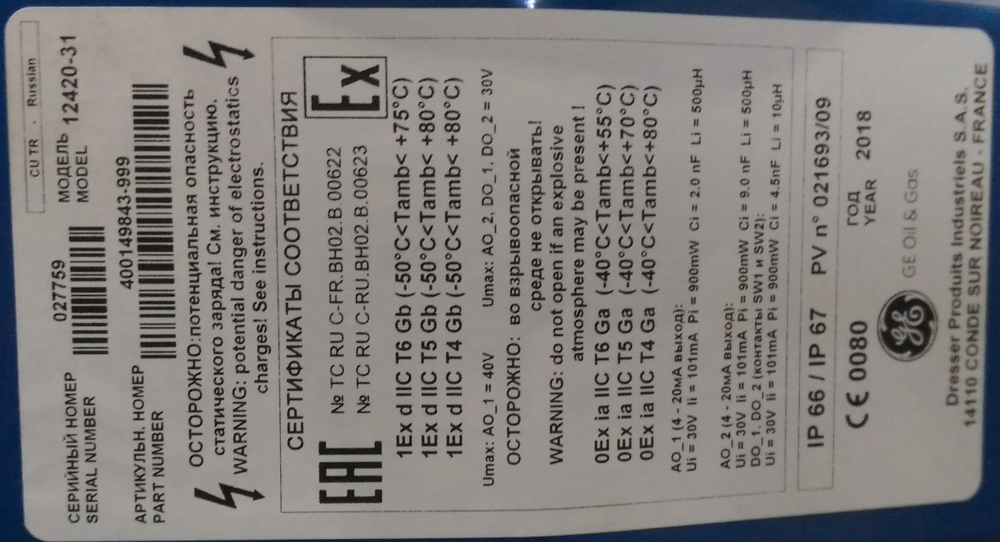 CU TR - Russian
СЕРИЙНЫЙ НОМЕР 027759 МОДЕЛЬ 12420-31
SERIAL NUMBER MODEL
АРТИКУЛЬН. НОМЕР 400149843-999
PART NUMBER
ОСТОРОЖНО:потенциальная опасность
статического заряда! См. инструкцию.
WARNING: potential danger of electrostatics
charges! See instructions.
СЕРТИФИКАТЫ СООТВЕТСТВИЯ
EAC Ex
№ TC RU C-FR.BH02.B.00622
№ TC RU C-RU.BH02.B.00623
1Ex d IIC T6 Gb (-50°C<Tamb< +75°C)
1Ex d IIC T5 Gb (-50°C<Tamb< +80°C)
1Ex d IIC T4 Gb (-50°C<Tamb< +80°C)
Umax: AO_1 = 40V Umax: AO_2, DO_1, DO_2 = 30V
ОСТОРОЖНО: во взрывоопасной
среде не открывать!
WARNING: do not open if an explosive
atmosphere may be present !
0Ex ia IIC T6 Ga (-40°C<Tamb<+55°C)
0Ex ia IIC T5 Ga (-40°C<Tamb<+70°C)
0Ex ia IIC T4 Ga (-40°C<Tamb<+80°C)
AO_1 (4 - 20мA выход):
Ui = 30V Ii = 101mA Pi = 900mW Ci = 2.0 nF Li = 500µH
AO_2 (4 - 20мA выход):
Ui = 30V Ii = 101mA Pi = 900mW Ci = 9.0 nF Li = 500µH
DO_1, DO_2 (контакты SW1 и SW2):
Ui = 30V Ii = 101mA Pi = 900mW Ci = 4.5nF Li = 10µH
IP 66 / IP 67 PV n° 021693/09
CE 0080 ГОД 2018
YEAR
GE GE Oil & Gas
Dresser Produits Industriels S.A.S.
14110 CONDE SUR NOIREAU - FRANCE